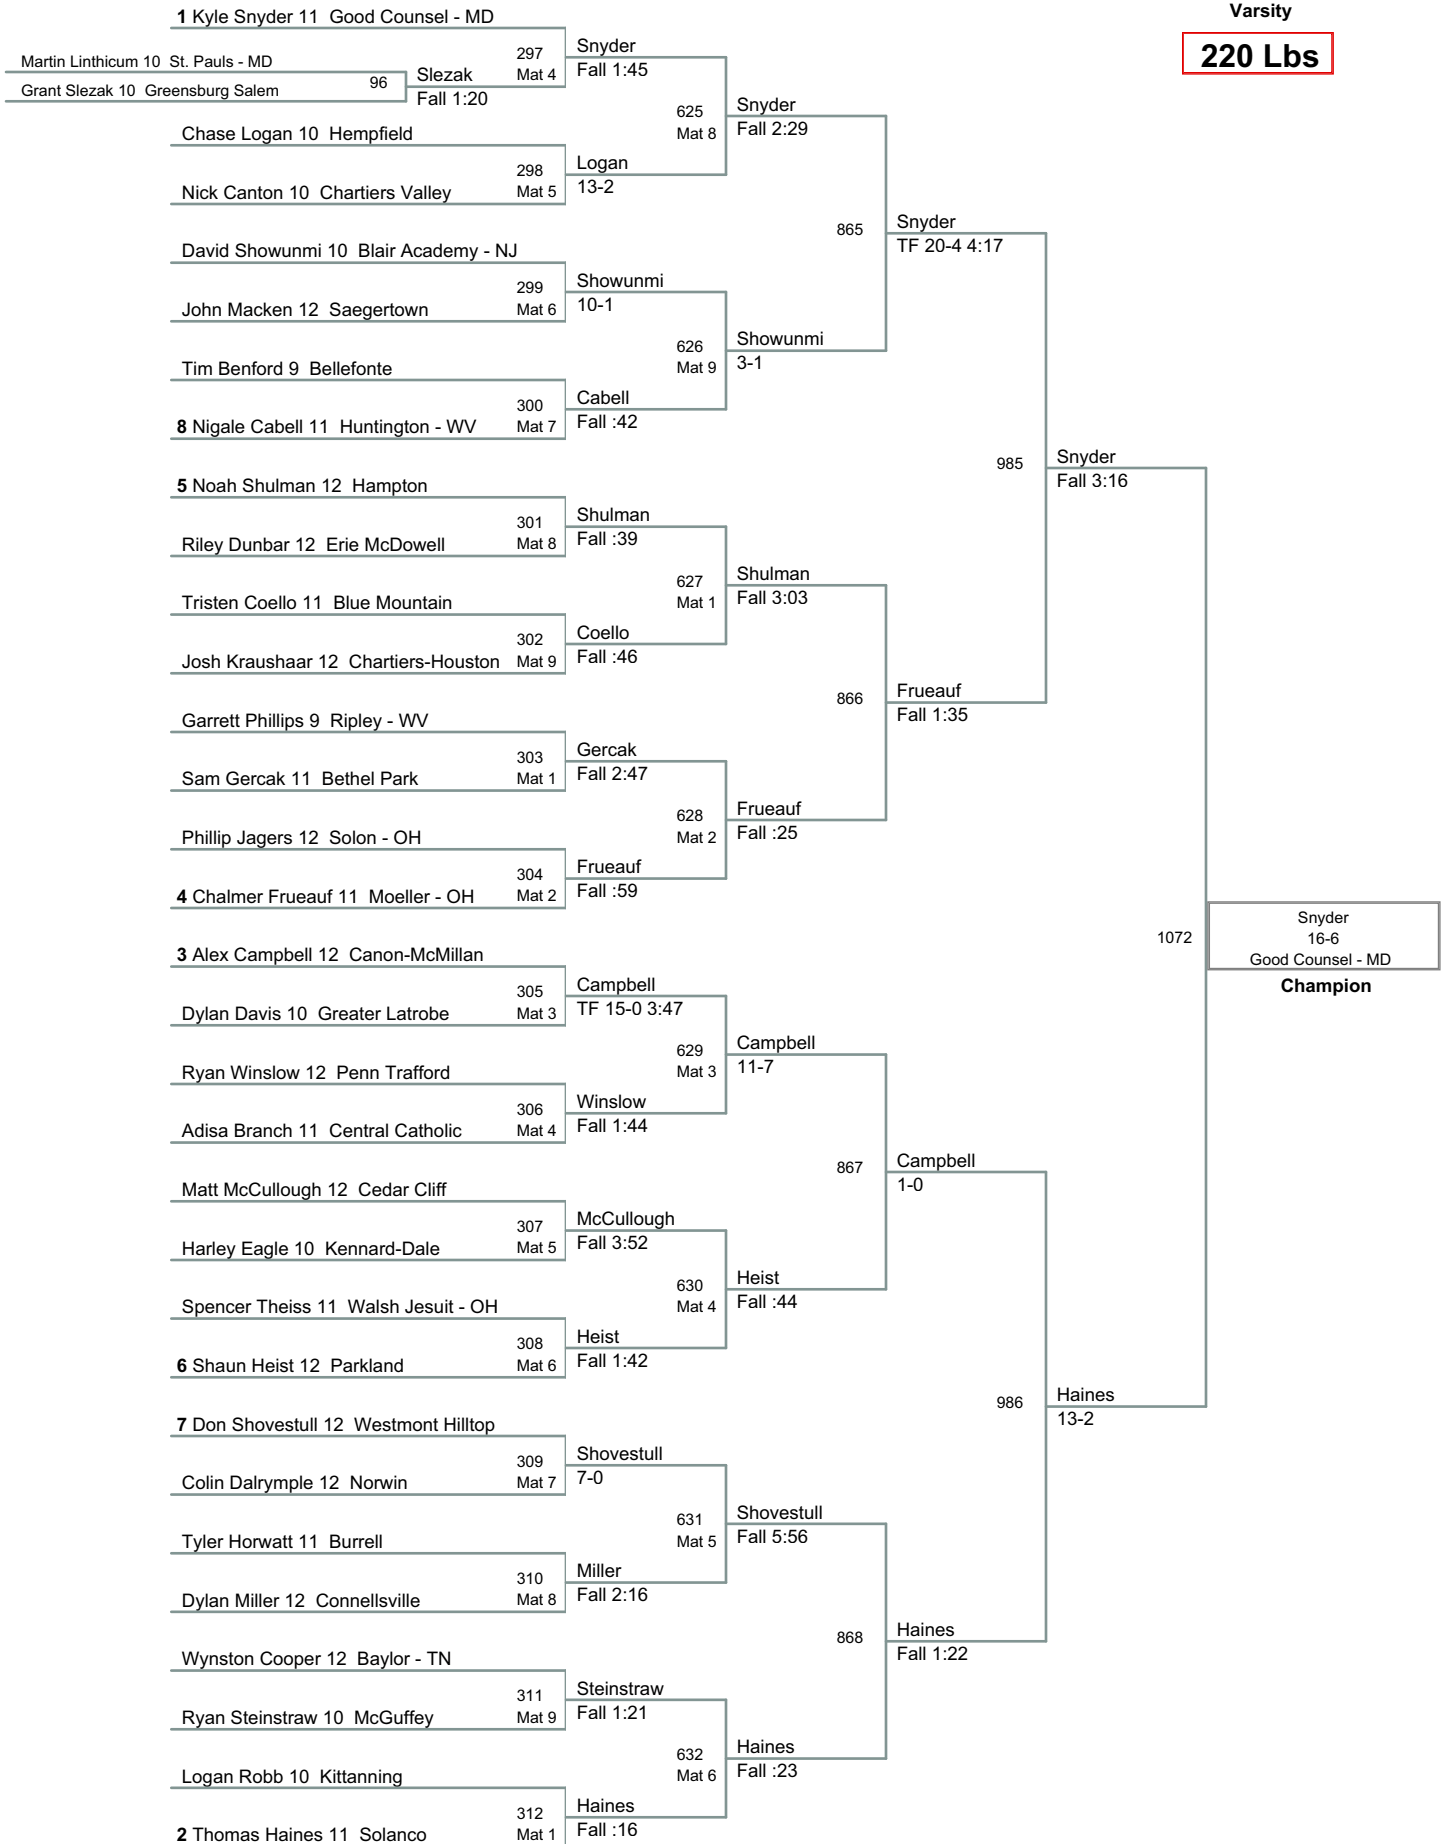 Varsity
220 Lbs
1 Kyle Snyder 11 Good Counsel - MD
Martin Linthicum 10 St. Pauls - MD
Grant Slezak 10 Greensburg Salem
96
Slezak
Fall 1:20
297
Mat 4
Snyder
Fall 1:45
Chase Logan 10 Hempfield
Nick Canton 10 Chartiers Valley
298
Mat 5
Logan
13-2
625
Mat 8
Snyder
Fall 2:29
David Showunmi 10 Blair Academy - NJ
John Macken 12 Saegertown
299
Mat 6
Showunmi
10-1
Tim Benford 9 Bellefonte
8 Nigale Cabell 11 Huntington - WV
300
Mat 7
Cabell
Fall :42
626
Mat 9
Showunmi
3-1
865
Snyder
TF 20-4 4:17
5 Noah Shulman 12 Hampton
Riley Dunbar 12 Erie McDowell
301
Mat 8
Shulman
Fall :39
Tristen Coello 11 Blue Mountain
Josh Kraushaar 12 Chartiers-Houston
302
Mat 9
Coello
Fall :46
627
Mat 1
Shulman
Fall 3:03
Garrett Phillips 9 Ripley - WV
Sam Gercak 11 Bethel Park
303
Mat 1
Gercak
Fall 2:47
Phillip Jagers 12 Solon - OH
4 Chalmer Frueauf 11 Moeller - OH
304
Mat 2
Frueauf
Fall :59
628
Mat 2
Frueauf
Fall :25
866
Frueauf
Fall 1:35
985
Snyder
Fall 3:16
3 Alex Campbell 12 Canon-McMillan
Dylan Davis 10 Greater Latrobe
305
Mat 3
Campbell
TF 15-0 3:47
Ryan Winslow 12 Penn Trafford
Adisa Branch 11 Central Catholic
306
Mat 4
Winslow
Fall 1:44
629
Mat 3
Campbell
11-7
Matt McCullough 12 Cedar Cliff
Harley Eagle 10 Kennard-Dale
307
Mat 5
McCullough
Fall 3:52
Spencer Theiss 11 Walsh Jesuit - OH
6 Shaun Heist 12 Parkland
308
Mat 6
Heist
Fall 1:42
630
Mat 4
Heist
Fall :44
867
Campbell
1-0
7 Don Shovestull 12 Westmont Hilltop
Colin Dalrymple 12 Norwin
309
Mat 7
Shovestull
7-0
Tyler Horwatt 11 Burrell
Dylan Miller 12 Connellsville
310
Mat 8
Miller
Fall 2:16
631
Mat 5
Shovestull
Fall 5:56
Wynston Cooper 12 Baylor - TN
Ryan Steinstraw 10 McGuffey
311
Mat 9
Steinstraw
Fall 1:21
Logan Robb 10 Kittanning
2 Thomas Haines 11 Solanco
312
Mat 1
Haines
Fall :16
632
Mat 6
Haines
Fall :23
868
Haines
Fall 1:22
986
Haines
13-2
1072
Snyder
16-6
Good Counsel - MD
Champion